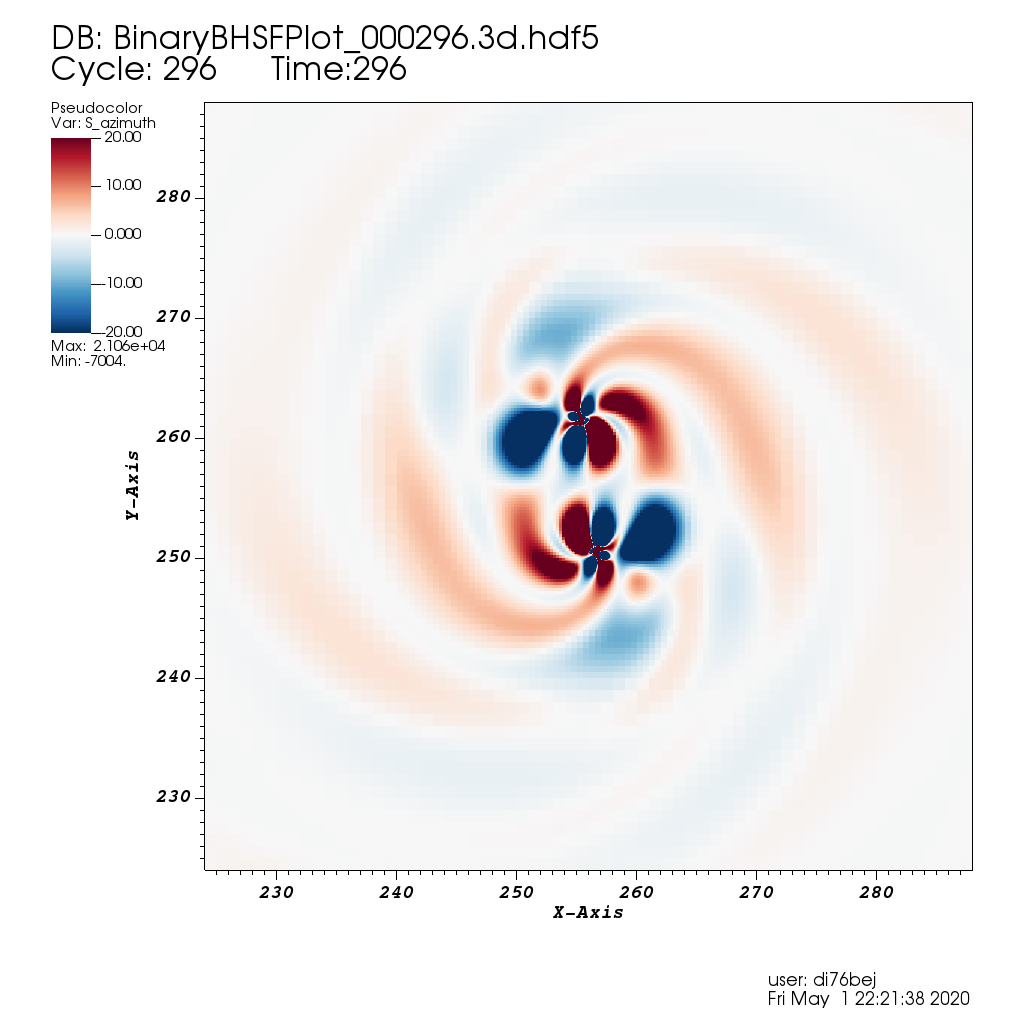 DB: BinaryBHSFPlot_000296.3d.hdf5
Cycle: 296 Time:296
Pseudocolor
Var: S_azimuth
20.00
10.00
0.000
-10.00
-20.00
Max: 2.106e+04
Min: -7004.
280
270
260
250
240
230
Y-Axis
230 240 250 260 270 280
X-Axis
user: di76bej
Fri May 1 22:21:38 2020